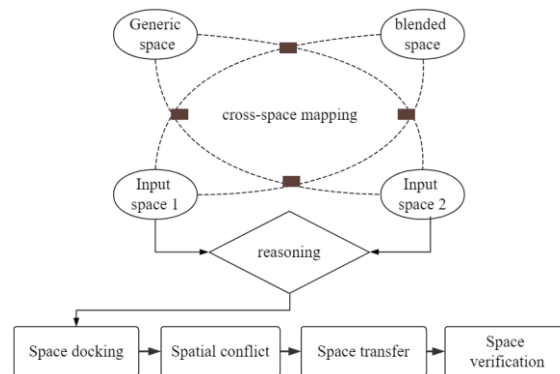 Generic
space
blended
space
cross-space mapping
Input
space 1
Input
space 2
reasoning
Space docking
Spatial conflict
Space transfer
Space
verification